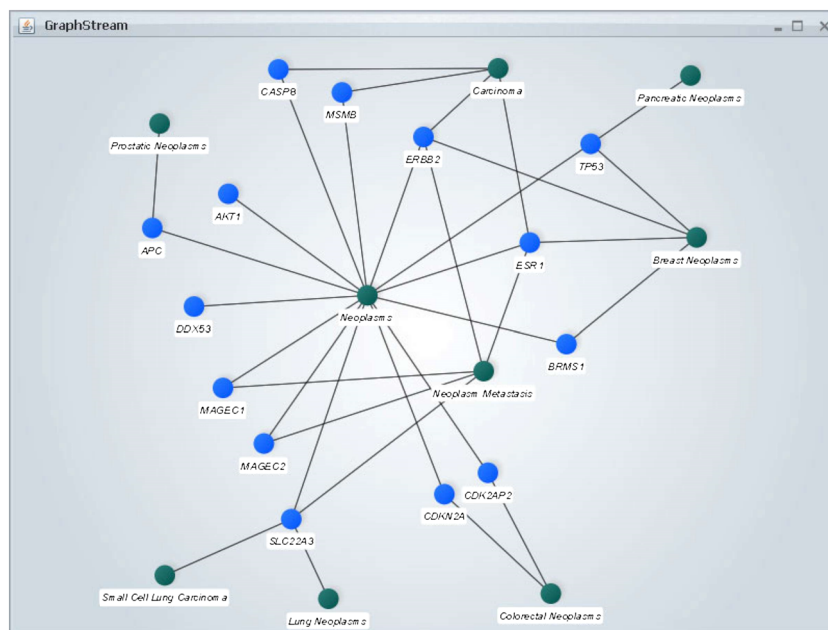 GraphStream
CASP8
Carcinoma
Pancreatic Neoplasms
MSMB
Prostatic Neoplasms
ERBB2
TP53
AKT1
APC
ESR1
Breast Neoplasms
Neoplasms
DDX53
BRMS1
Neoplasm Metastasis
MAGEC1
MAGEC2
CDK2AP2
CDKN2A
SLC22A3
Small Cell Lung Carcinoma
Lung Neoplasms
Colorectal Neoplasms